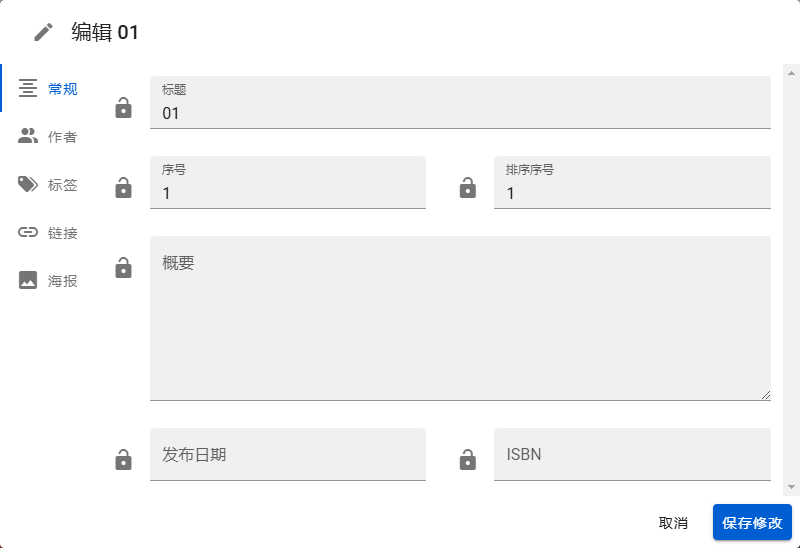 编辑 01
常规
作者
标签
链接
海报
标题
01
序号
1
排序序号
1
概要
发布日期
ISBN
取消
保存修改